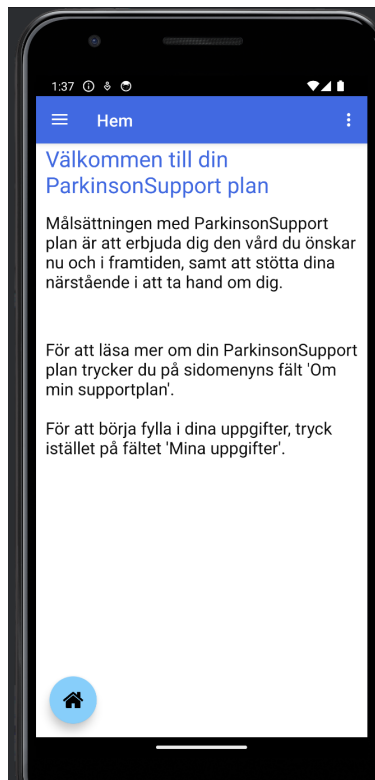 1:37
Hem
Välkommen till din
ParkinsonSupport plan
Målsättningen med ParkinsonSupport
plan är att erbjuda dig den vård du önskar
nu och i framtiden, samt att stötta dina
närstående i att ta hand om dig.
För att läsa mer om din ParkinsonSupport
plan trycker du på sidomenyns fält 'Om
min supportplan'.
För att börja fylla i dina uppgifter, tryck
istället på fältet 'Mina uppgifter'.